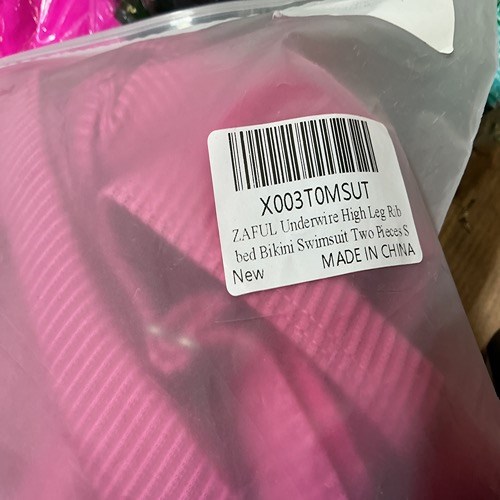 X003T0MSUT
ZAFUL Underwire High Leg Rib
bed Bikini Swimsuit Two Pieces S
New MADE IN CHINA